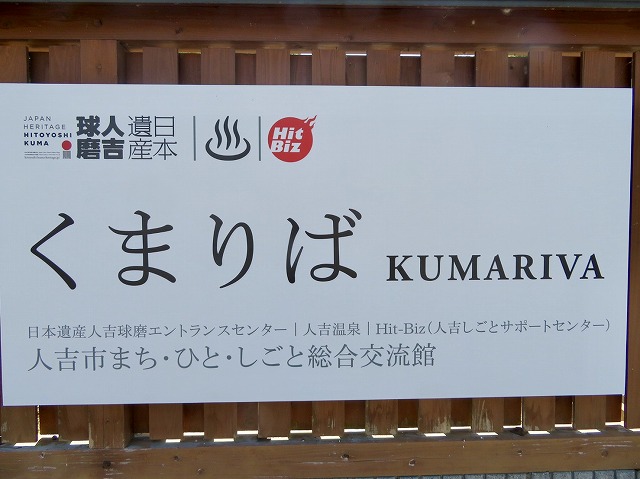 JAPAN
HERITAGE
HITOYOSHI
KUMA
人吉
球磨
日本
遺産
Hit
Biz
くまりば KUMARIVA
日本遺産人吉球磨エントランスセンター｜人吉温泉｜Hit-Biz（人吉しごとサポートセンター）
人吉市まち・ひと・しごと総合交流館